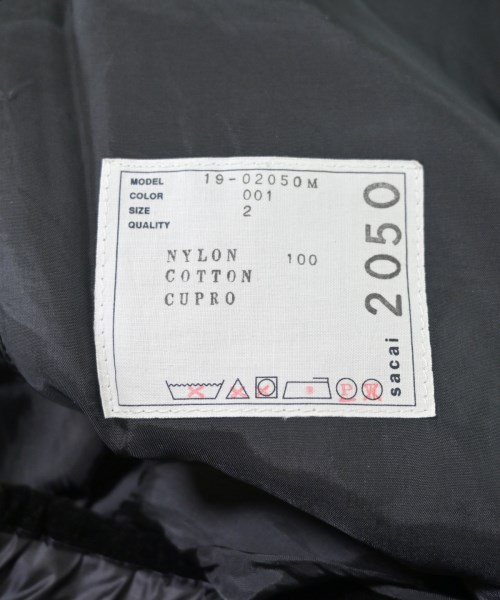 MODEL 19-02050M
COLOR 001
SIZE 2
QUALITY
NYLON 100
COTTON
CUPRO
P W
sacai 2050